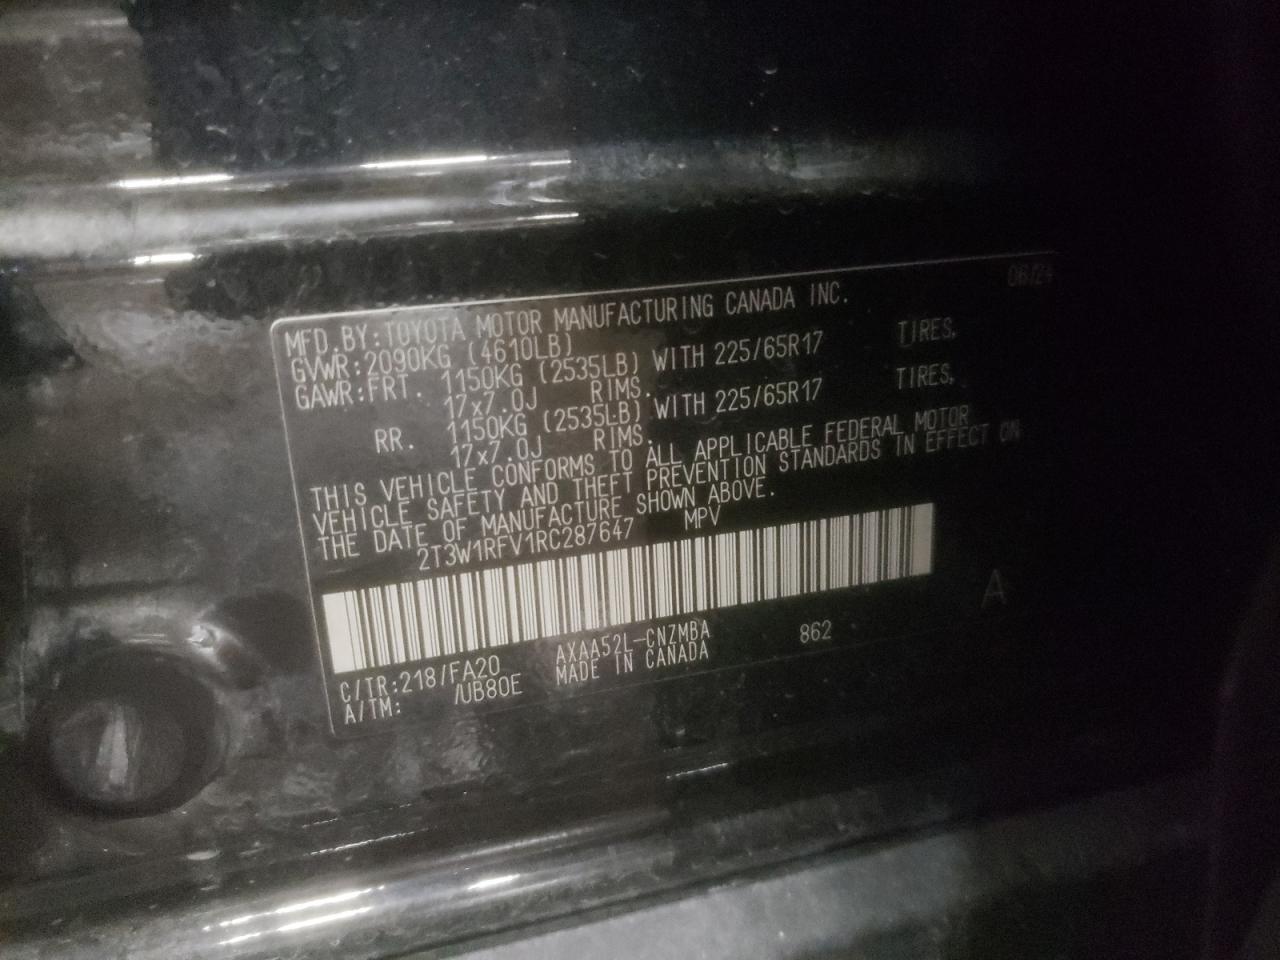 08/24
MFD.BY:TOYOTA MOTOR MANUFACTURING CANADA INC.
GVWR:2090KG (4610LB)
GAWR:FRT. 1150KG (2535LB) WITH 225/65R17 TIRES,
17x7.0J RIMS.
RR. 1150KG (2535LB) WITH 225/65R17 TIRES,
17x7.0J RIMS.
THIS VEHICLE CONFORMS TO ALL APPLICABLE FEDERAL MOTOR
VEHICLE SAFETY AND THEFT PREVENTION STANDARDS IN EFFECT ON
THE DATE OF MANUFACTURE SHOWN ABOVE.
2T3W1RFV1RC287647 MPV
A
C/TR:218/FA20 AXAA52L-CNZMBA 862
A/TM: /UB80E MADE IN CANADA